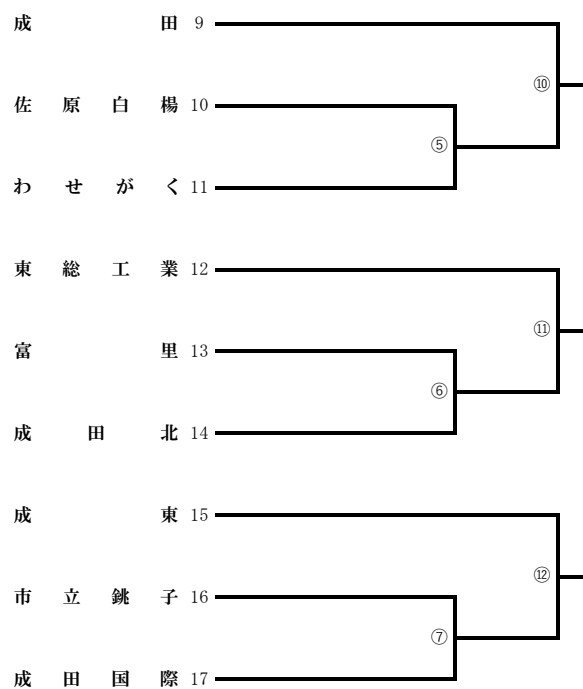 成田 9
⑩
佐原白楊 10
⑤
わせがく 11
東総工業 12
⑪
富里 13
⑥
成田北 14
成東 15
⑫
市立銚子 16
⑦
成田国際 17